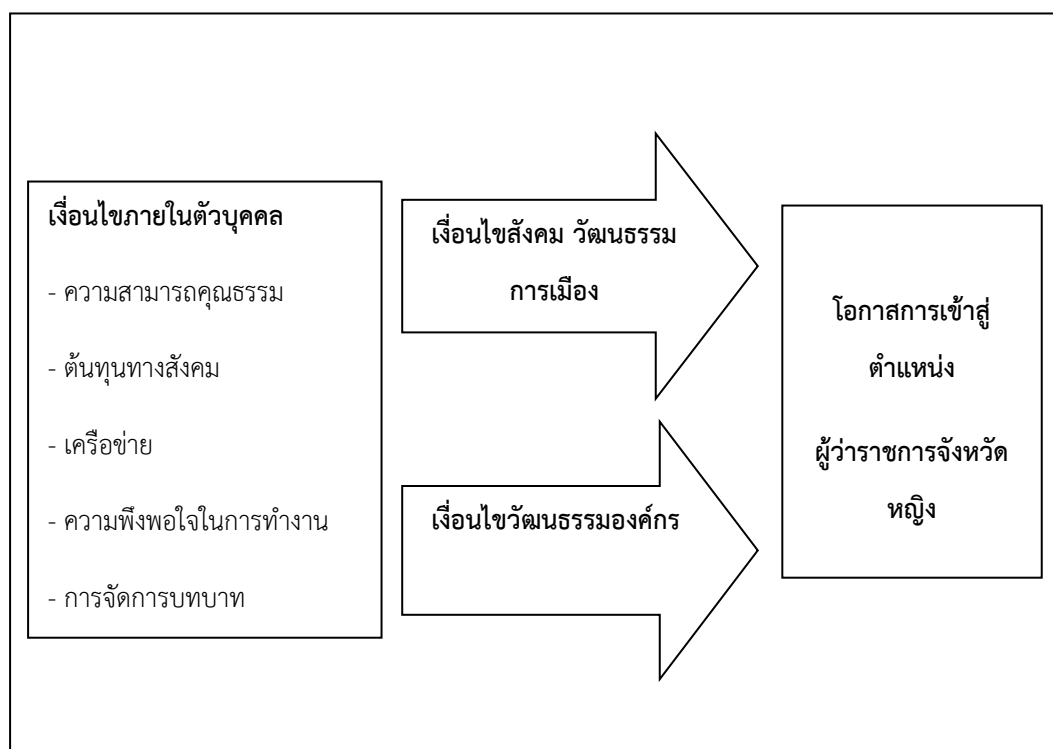 เงื่อนไขภายในตัวบุคคล
- ความสามารถคุณธรรม
- ต้นทุนทางสังคม
- เครือข่าย
- ความพึงพอใจในการทำงาน
- การจัดการบทบาท
เงื่อนไขสังคม วัฒนธรรม
การเมือง
เงื่อนไขวัฒนธรรมองค์กร
โอกาสการเข้าสู่
ตำแหน่ง
ผู้ว่าราชการจังหวัด
หญิง